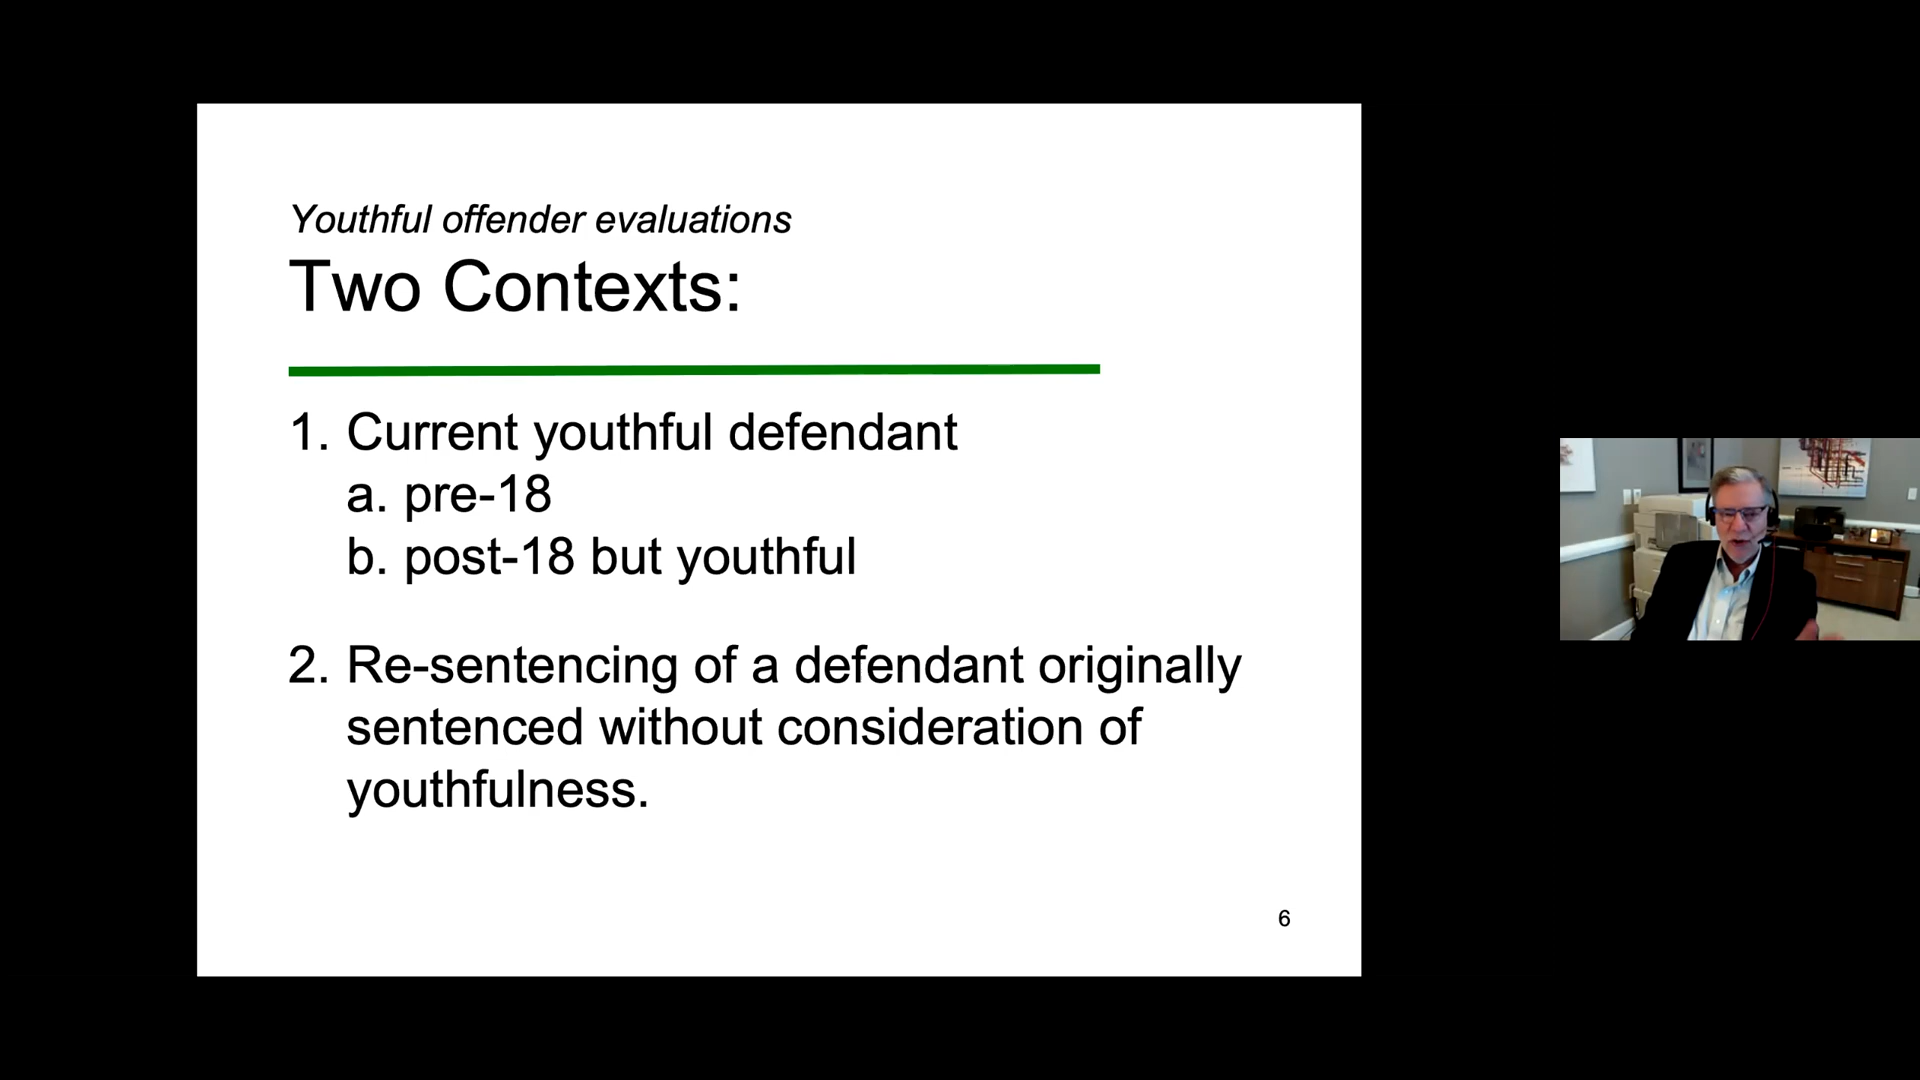 Youthful offender evaluations
Two Contexts:
1. Current youthful defendant
a. pre-18
b. post-18 but youthful
2. Re-sentencing of a defendant originally
sentenced without consideration of
youthfulness.
6